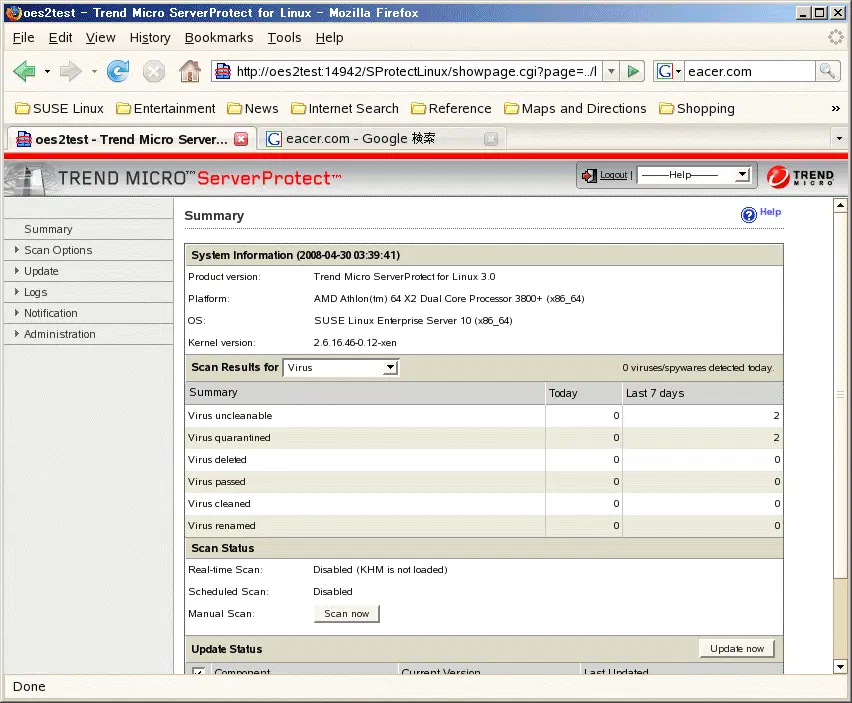 oes2test - Trend Micro ServerProtect for Linux - Mozilla Firefox
File Edit View History Bookmarks Tools Help
http://oes2test:14942/SProtectLinux/showpage.cgi?page=../l
G eacer.com
SUSE Linux Entertainment News Internet Search Reference Maps and Directions Shopping »
oes2test - Trend Micro Server... G eacer.com - Google 検索
TREND MICRO™ ServerProtect™ Logout | -----Help----- TREND MICRO
Summary ? Help
Summary
Scan Options
Update
Logs
Notification
Administration
System Information (2008-04-30 03:39:41)
Product version: Trend Micro ServerProtect for Linux 3.0
Platform: AMD Athlon(tm) 64 X2 Dual Core Processor 3800+ (x86_64)
OS: SUSE Linux Enterprise Server 10 (x86_64)
Kernel version: 2.6.16.46-0.12-xen
Scan Results for Virus 0 viruses/spywares detected today.
Summary Today Last 7 days
Virus uncleanable 0 2
Virus quarantined 0 2
Virus deleted 0 0
Virus passed 0 0
Virus cleaned 0 0
Virus renamed 0 0
Scan Status
Real-time Scan: Disabled (KHM is not loaded)
Scheduled Scan: Disabled
Manual Scan: Scan now
Update Status Update now
Component Current Version Last Updated
Done